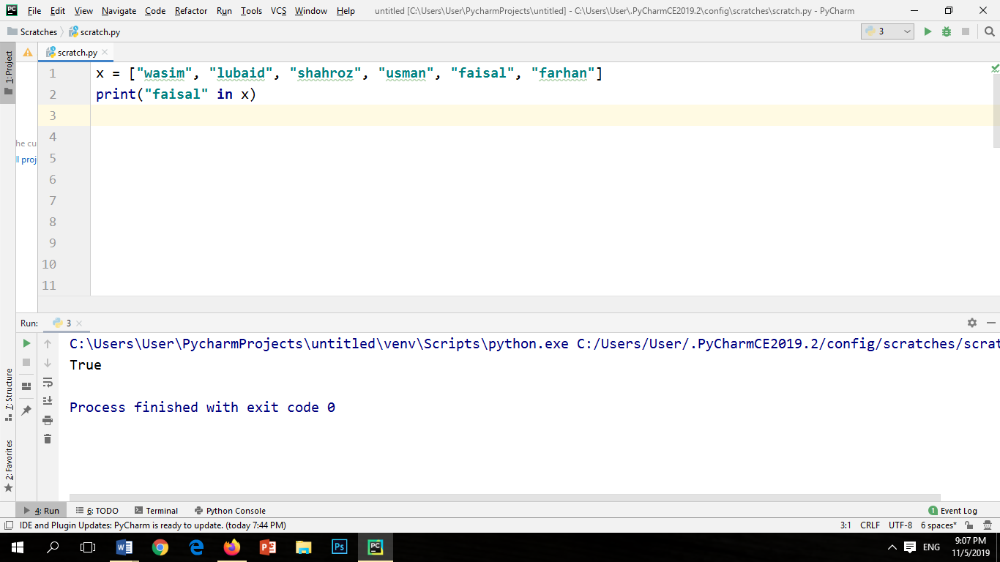 PC File Edit View Navigate Code Refactor Run Tools VCS Window Help untitled [C:\Users\User\PycharmProjects\untitled] - C:\Users\User\.PyCharmCE2019.2\config\scratches\scratch.py - PyCharm
Scratches scratch.py 3
1: Project
scratch.py
1 x = ["wasim", "lubaid", "shahroz", "usman", "faisal", "farhan"]
2 print("faisal" in x)
3
4
he cu
5
ll proj
6
7
8
9
10
11
Run: 3
C:\Users\User\PycharmProjects\untitled\venv\Scripts\python.exe C:/Users/User/.PyCharmCE2019.2/config/scratches/scrat
True
Process finished with exit code 0
7: Structure
2: Favorites
4: Run 6: TODO Terminal Python Console 1 Event Log
IDE and Plugin Updates: PyCharm is ready to update. (today 7:44 PM) 3:1 CRLF UTF-8 6 spaces*
W P Ps PC ENG 9:07 PM
11/5/2019